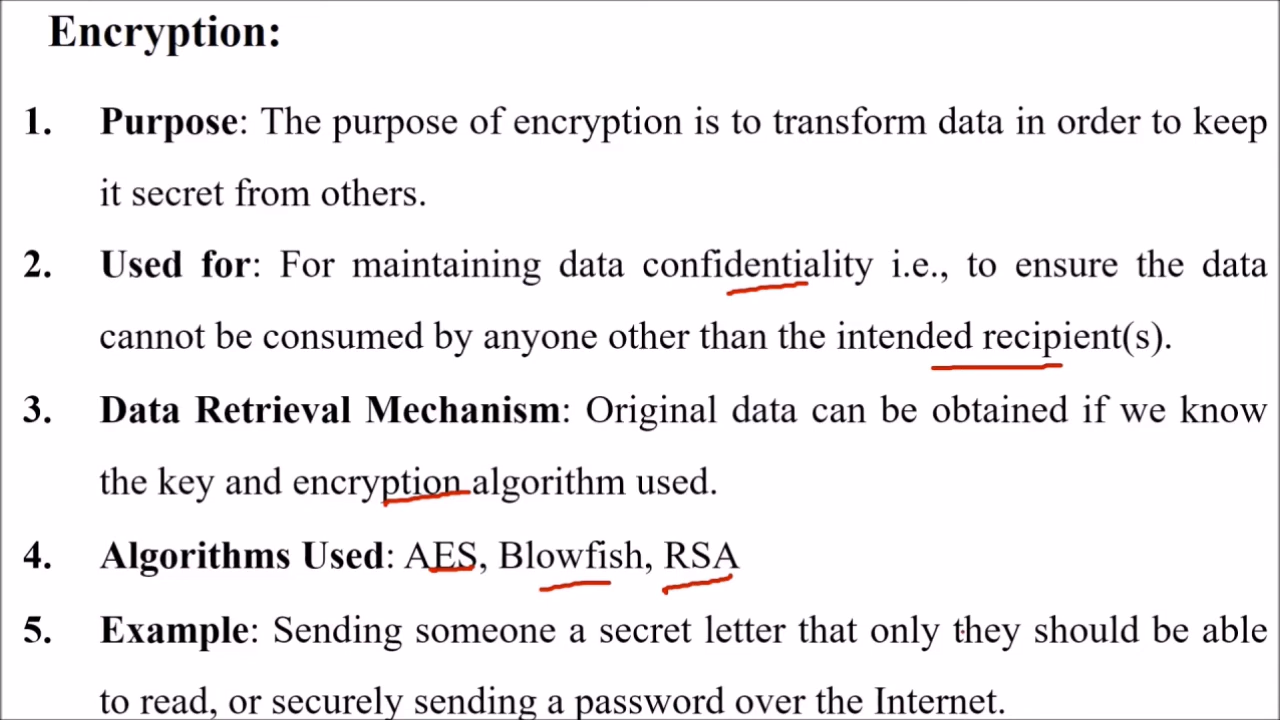 Encryption:
1. Purpose: The purpose of encryption is to transform data in order to keep
it secret from others.
2. Used for: For maintaining data confidentiality i.e., to ensure the data
cannot be consumed by anyone other than the intended recipient(s).
3. Data Retrieval Mechanism: Original data can be obtained if we know
the key and encryption algorithm used.
4. Algorithms Used: AES, Blowfish, RSA
5. Example: Sending someone a secret letter that only they should be able
to read, or securely sending a password over the Internet.